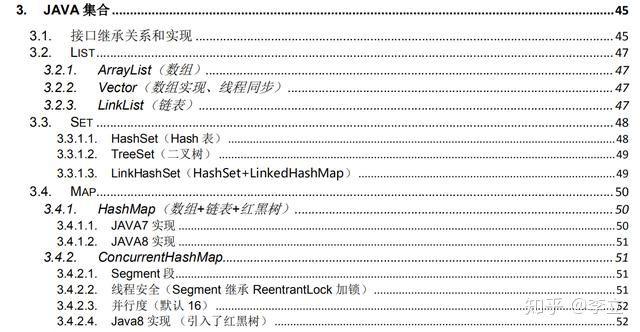 3. JAVA 集合 45
3.1. 接口继承关系和实现 45
3.2. LIST 47
3.2.1. ArrayList（数组） 47
3.2.2. Vector（数组实现、线程同步） 47
3.2.3. LinkList（链表） 47
3.3. SET 48
3.3.1.1. HashSet（Hash 表） 48
3.3.1.2. TreeSet（二叉树） 49
3.3.1.3. LinkHashSet（HashSet+LinkedHashMap） 49
3.4. MAP 50
3.4.1. HashMap（数组+链表+红黑树） 50
3.4.1.1. JAVA7 实现 50
3.4.1.2. JAVA8 实现 51
3.4.2. ConcurrentHashMap 51
3.4.2.1. Segment 段 51
3.4.2.2. 线程安全（Segment 继承 ReentrantLock 加锁） 51
3.4.2.3. 并行度（默认 16） 52
3.4.2.4. Java8 实现 （引入了红黑树） 52
知乎 @李立